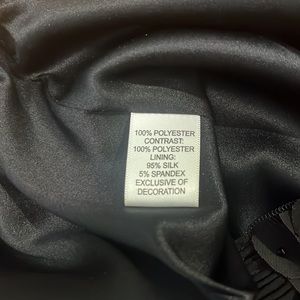 100% POLYESTER
CONTRAST:
100% POLYESTER
LINING:
95% SILK
5% SPANDEX
EXCLUSIVE OF
DECORATION